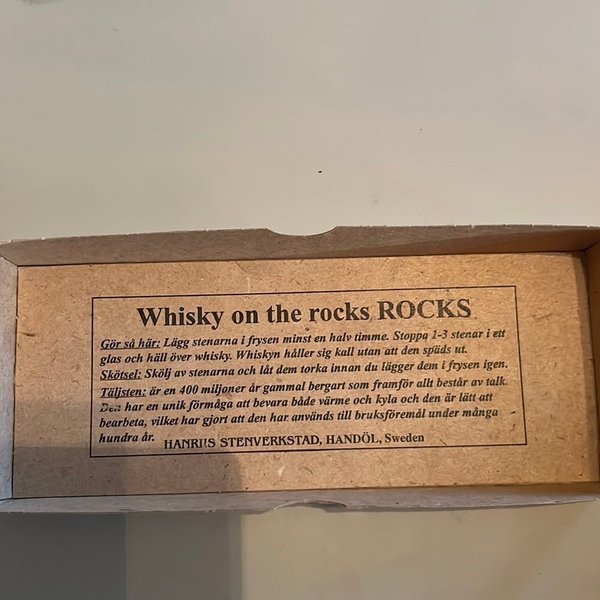 Whisky on the rocks ROCKS
Gör så här: Lägg stenarna i frysen minst en halv timme. Stoppa 1-3 stenar i ett
glas och häll över whisky. Whiskyn håller sig kall utan att den späds ut.
Skötsel: Skölj av stenarna och låt dem torka innan du lägger dem i frysen igen.
Täljsten: är en 400 miljoner år gammal bergart som framför allt består av talk.
Den har en unik förmåga att bevara både värme och kyla och den är lätt att
bearbeta, vilket har gjort att den har används till bruksföremål under många
hundra år. HANRIIS STENVERKSTAD, HANDÖL, Sweden